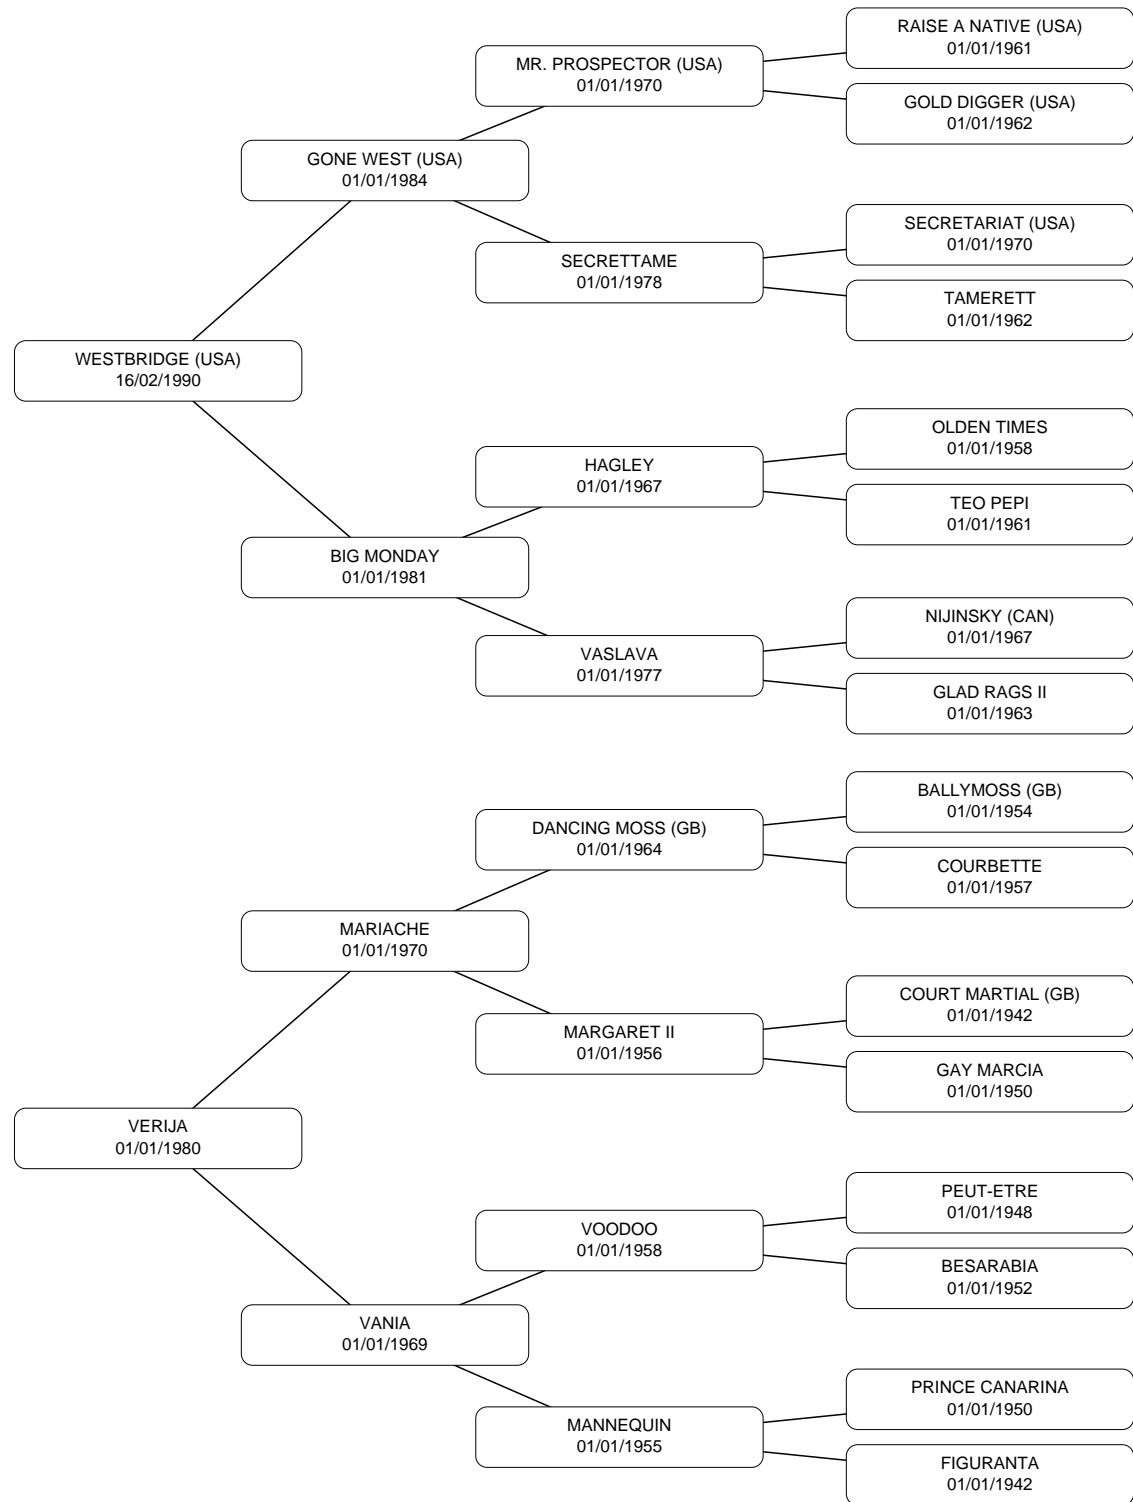 RAISE A NATIVE (USA)
01/01/1961
MR. PROSPECTOR (USA)
01/01/1970
GOLD DIGGER (USA)
01/01/1962
GONE WEST (USA)
01/01/1984
SECRETARIAT (USA)
01/01/1970
SECRETTAME
01/01/1978
TAMERETT
01/01/1962
WESTBRIDGE (USA)
16/02/1990
OLDEN TIMES
01/01/1958
HAGLEY
01/01/1967
TEO PEPI
01/01/1961
BIG MONDAY
01/01/1981
NIJINSKY (CAN)
01/01/1967
VASLAVA
01/01/1977
GLAD RAGS II
01/01/1963
BALLYMOSS (GB)
01/01/1954
DANCING MOSS (GB)
01/01/1964
COURBETTE
01/01/1957
MARIACHE
01/01/1970
COURT MARTIAL (GB)
01/01/1942
MARGARET II
01/01/1956
GAY MARCIA
01/01/1950
VERIJA
01/01/1980
PEUT-ETRE
01/01/1948
VOODOO
01/01/1958
BESARABIA
01/01/1952
VANIA
01/01/1969
PRINCE CANARINA
01/01/1950
MANNEQUIN
01/01/1955
FIGURANTA
01/01/1942